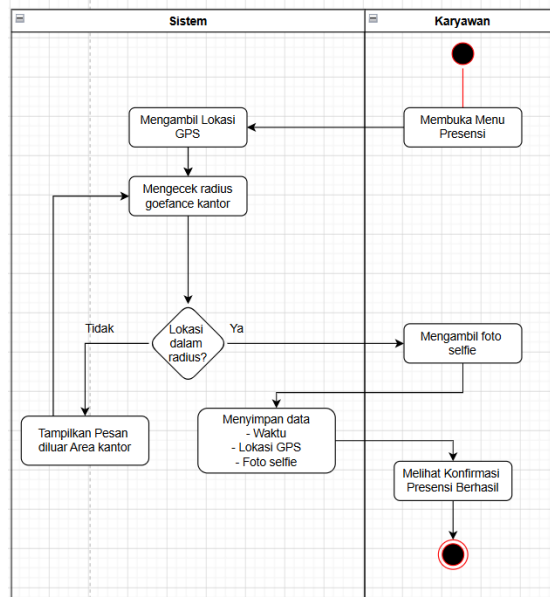 Sistem
Karyawan
Membuka Menu
Presensi
Mengambil Lokasi
GPS
Mengecek radius
goefance kantor
Lokasi
dalam
radius?
Tidak
Ya
Mengambil foto
selfie
Tampilkan Pesan
diluar Area kantor
Menyimpan data
- Waktu
- Lokasi GPS
- Foto selfie
Melihat Konfirmasi
Presensi Berhasil